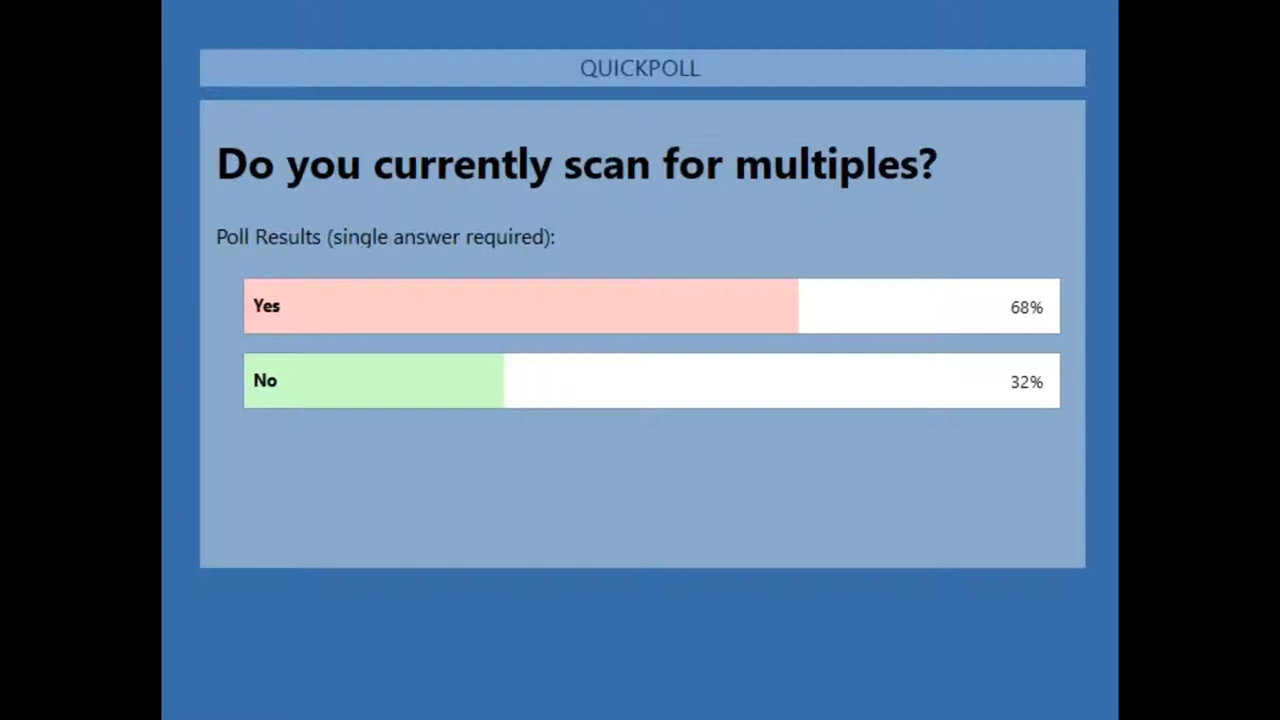 QUICKPOLL
Do you currently scan for multiples?
Poll Results (single answer required):
Yes 68%
No 32%